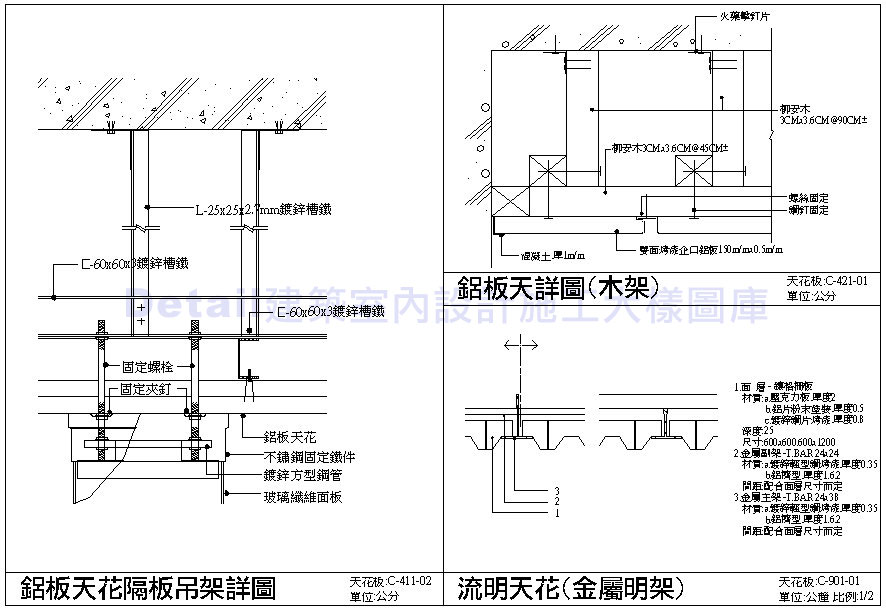 L-25x25x2.7mm鍍鋅槽鐵
ㄈ-60x60x3鍍鋅槽鐵
ㄈ-60x60x3鍍鋅槽鐵
固定螺栓
固定夾釘
鋁板天花
不鏽鋼固定鐵件
鍍鋅方型鋼管
玻璃纖維面板
鋁板天花隔板吊架詳圖
天花板:C-411-02
單位:公分
火藥擊釘片
柳安木
3CMx3.6CM@90CM±
柳安木3CMx3.6CM@45CM±
螺絲固定
鋼釘固定
混凝土.厚1m/m
雙面烤漆企口鋁板150m/mx0.5m/m
鋁板天詳圖(木架)
天花板:C-421-01
單位:公分
Detail建築室內設計施工大樣圖庫
3
2
1
1.面 層-鑲格柵板
材質:a.壓克力板.厚度2
b.鋁片粉末塗裝.厚度0.5
c.鍍鋅鋼片烤漆.厚度0.8
深度:25
尺寸:600x600.600x1200
2.金屬副架-T.BAR 24x24
材質:a.鍍鋅輕型鋼烤漆.厚度0.35
b.鋁擠型.厚度1.6.2
間距:配合面層尺寸而定
3.金屬主架-T.BAR 24x38
材質:a.鍍鋅輕型鋼烤漆.厚度0.35
b.鋁擠型.厚度1.6.2
間距:配合面層尺寸而定
流明天花(金屬明架)
天花板:C-901-01
單位:公釐 比例:1/2